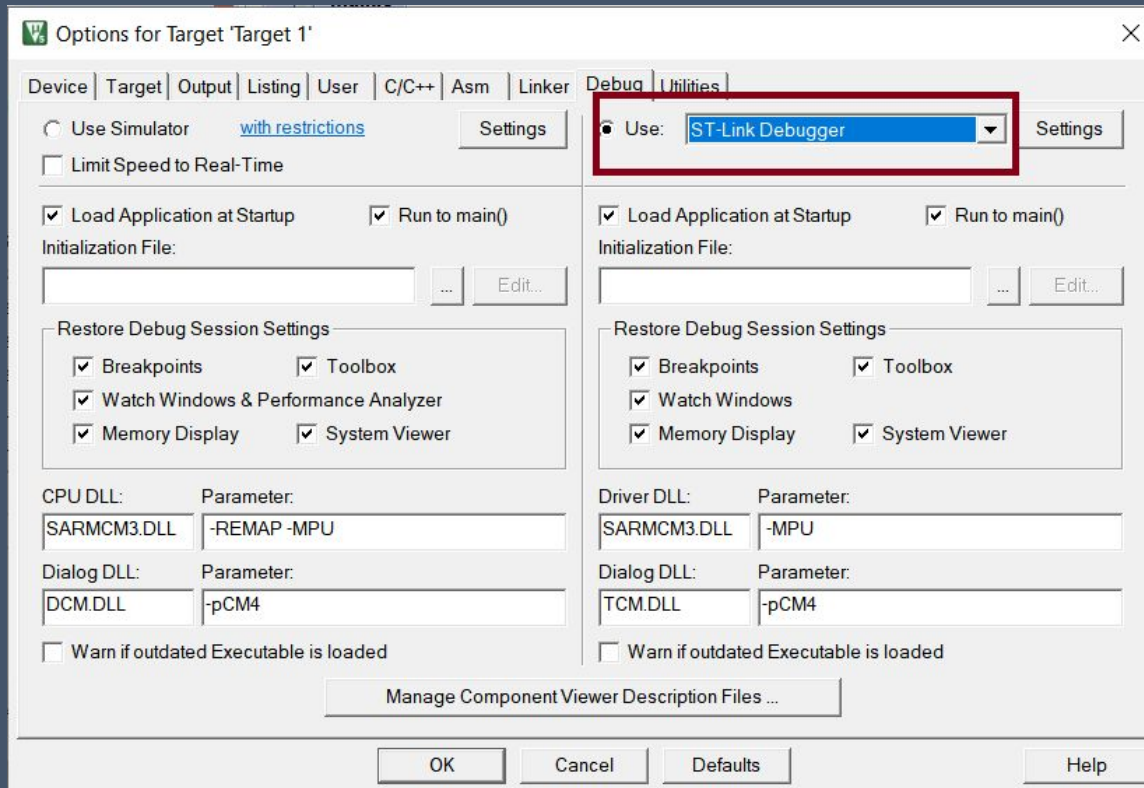 Options for Target 'Target 1'
Device Target Output Listing User C/C++ Asm Linker Debug Utilities
Use Simulator with restrictions Settings Use: ST-Link Debugger Settings
Limit Speed to Real-Time
Load Application at Startup Run to main() Load Application at Startup Run to main()
Initialization File: Initialization File:
... Edit... ... Edit...
Restore Debug Session Settings Restore Debug Session Settings
Breakpoints Toolbox Breakpoints Toolbox
Watch Windows & Performance Analyzer Watch Windows
Memory Display System Viewer Memory Display System Viewer
CPU DLL: Parameter: Driver DLL: Parameter:
SARMCM3.DLL -REMAP -MPU SARMCM3.DLL -MPU
Dialog DLL: Parameter: Dialog DLL: Parameter:
DCM.DLL -pCM4 TCM.DLL -pCM4
Warn if outdated Executable is loaded Warn if outdated Executable is loaded
Manage Component Viewer Description Files ...
OK Cancel Defaults Help